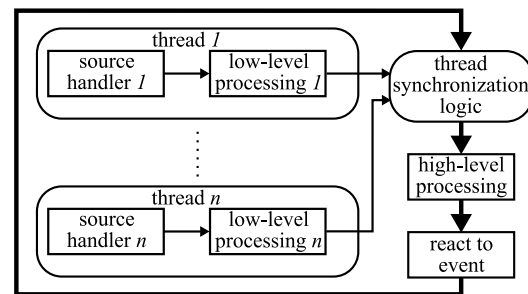 thread 1
source
handler 1
low-level
processing 1
thread
synchronization
logic
high-level
processing
react to
event
thread n
source
handler n
low-level
processing n